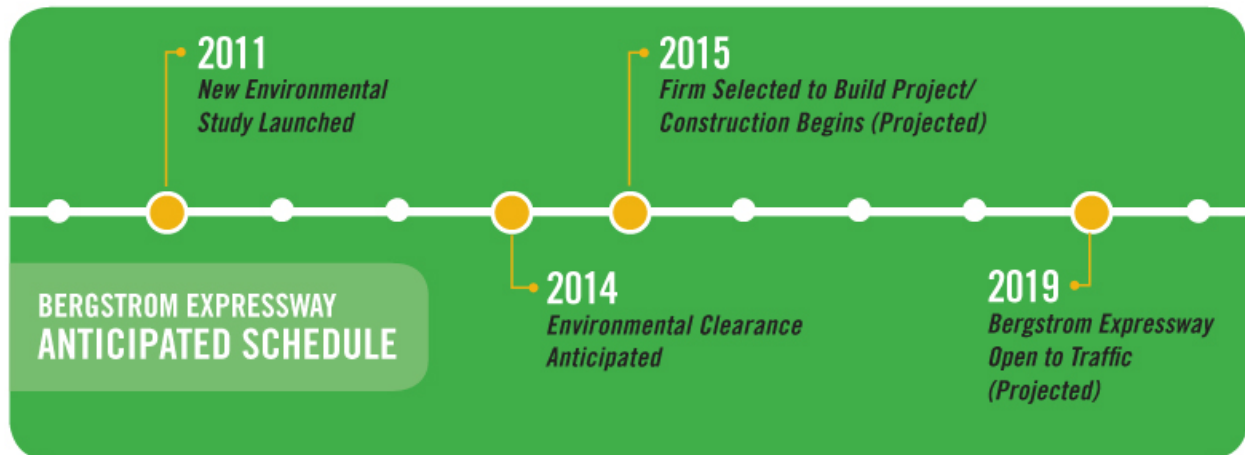 2011
New Environmental
Study Launched
2015
Firm Selected to Build Project/
Construction Begins (Projected)
BERGSTROM EXPRESSWAY
ANTICIPATED SCHEDULE
2014
Environmental Clearance
Anticipated
2019
Bergstrom Expressway
Open to Traffic
(Projected)